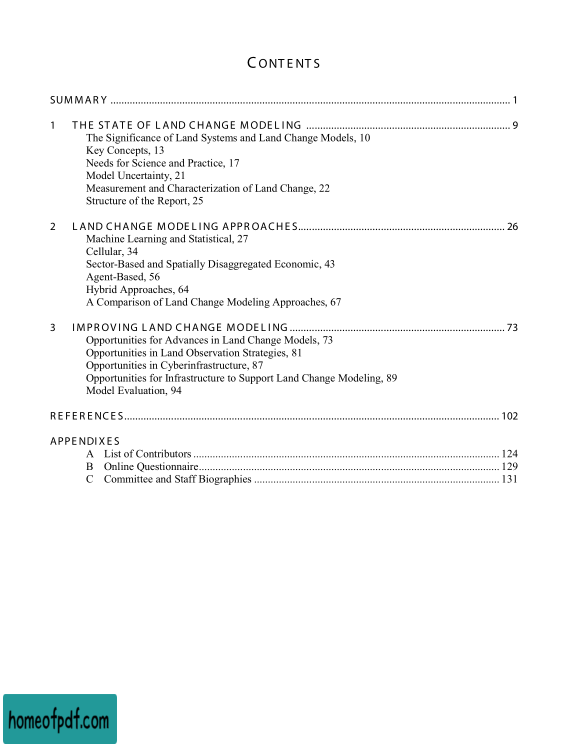 CONTENTS
SUMMARY ........................................ 1
1 THE STATE OF LAND CHANGE MODELING ........................................ 9
The Significance of Land Systems and Land Change Models, 10
Key Concepts, 13
Needs for Science and Practice, 17
Model Uncertainty, 21
Measurement and Characterization of Land Change, 22
Structure of the Report, 25
2 LAND CHANGE MODELING APPROACHES ........................................ 26
Machine Learning and Statistical, 27
Cellular, 34
Sector-Based and Spatially Disaggregated Economic, 43
Agent-Based, 56
Hybrid Approaches, 64
A Comparison of Land Change Modeling Approaches, 67
3 IMPROVING LAND CHANGE MODELING ........................................ 73
Opportunities for Advances in Land Change Models, 73
Opportunities in Land Observation Strategies, 81
Opportunities in Cyberinfrastructure, 87
Opportunities for Infrastructure to Support Land Change Modeling, 89
Model Evaluation, 94
REFERENCES ........................................ 102
APPENDIXES
A List of Contributors ........................................ 124
B Online Questionnaire ........................................ 129
C Committee and Staff Biographies ........................................ 131
homeofpdf.com